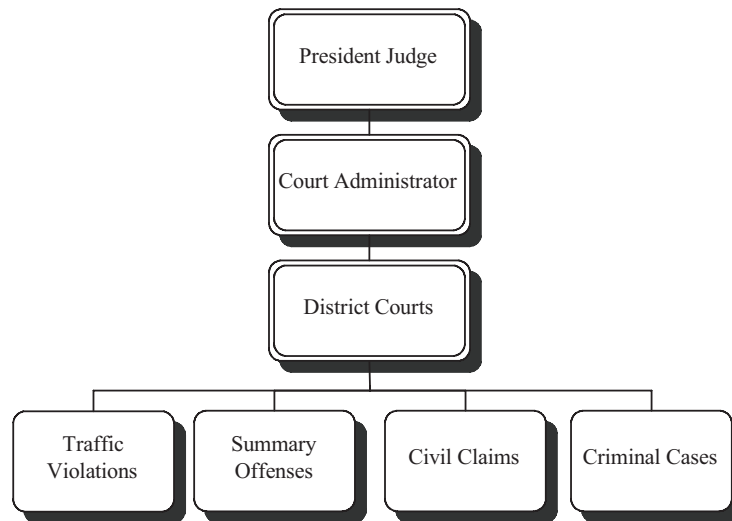 President Judge
Court Administrator
District Courts
Traffic
Violations
Summary
Offenses
Civil Claims
Criminal Cases